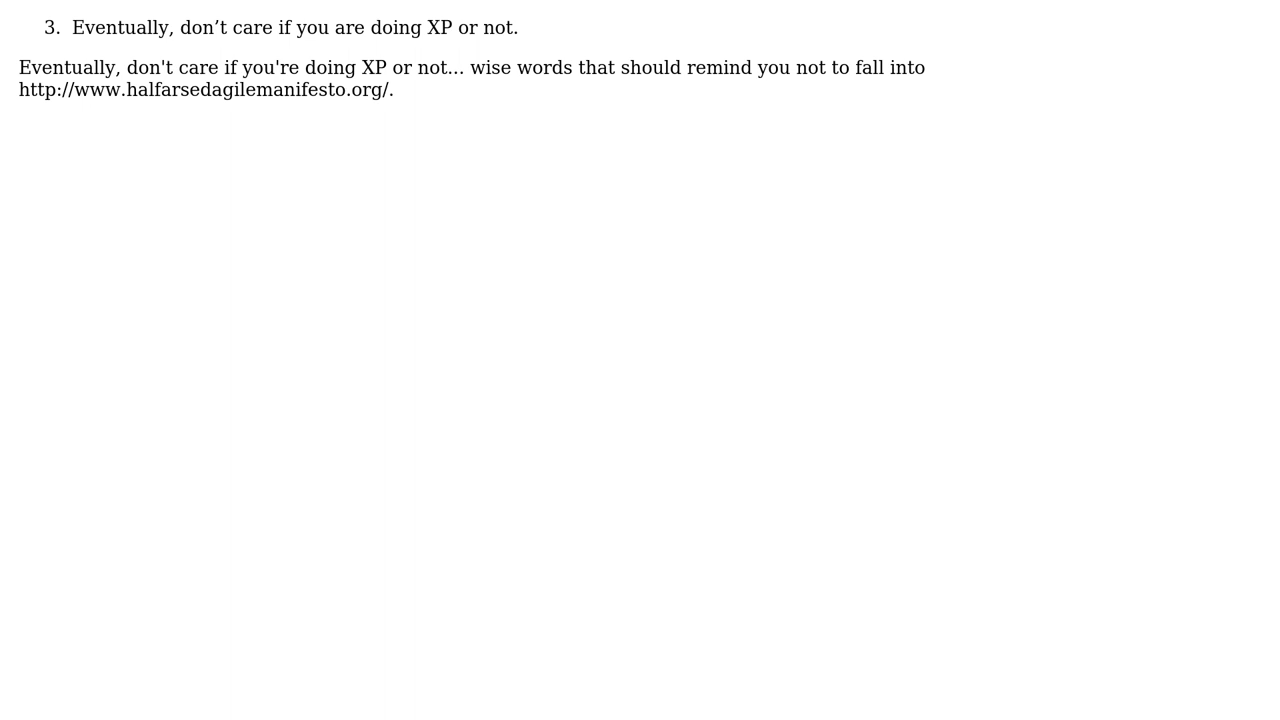 3. Eventually, don’t care if you are doing XP or not.
Eventually, don't care if you're doing XP or not... wise words that should remind you not to fall into
http://www.halfarsedagilemanifesto.org/.